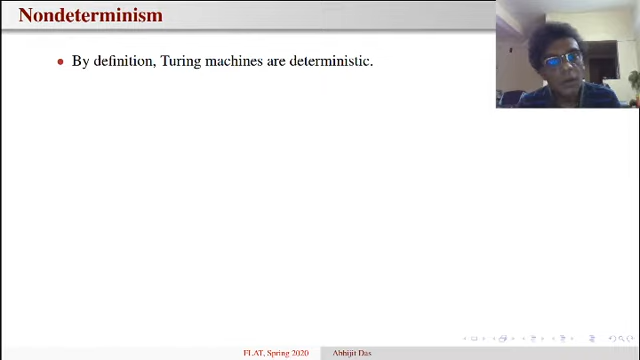 Nondeterminism
• By definition, Turing machines are deterministic.
FLAT, Spring 2020 Abhijit Das